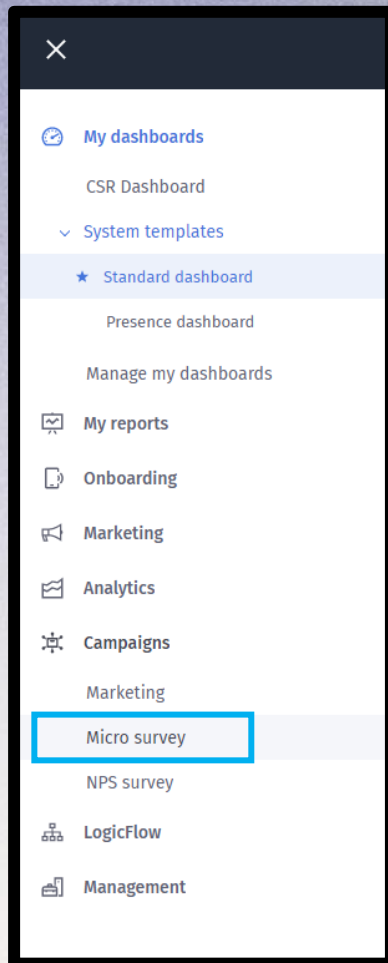 My dashboards
CSR Dashboard
System templates
Standard dashboard
Presence dashboard
Manage my dashboards
My reports
Onboarding
Marketing
Analytics
Campaigns
Marketing
Micro survey
NPS survey
LogicFlow
Management